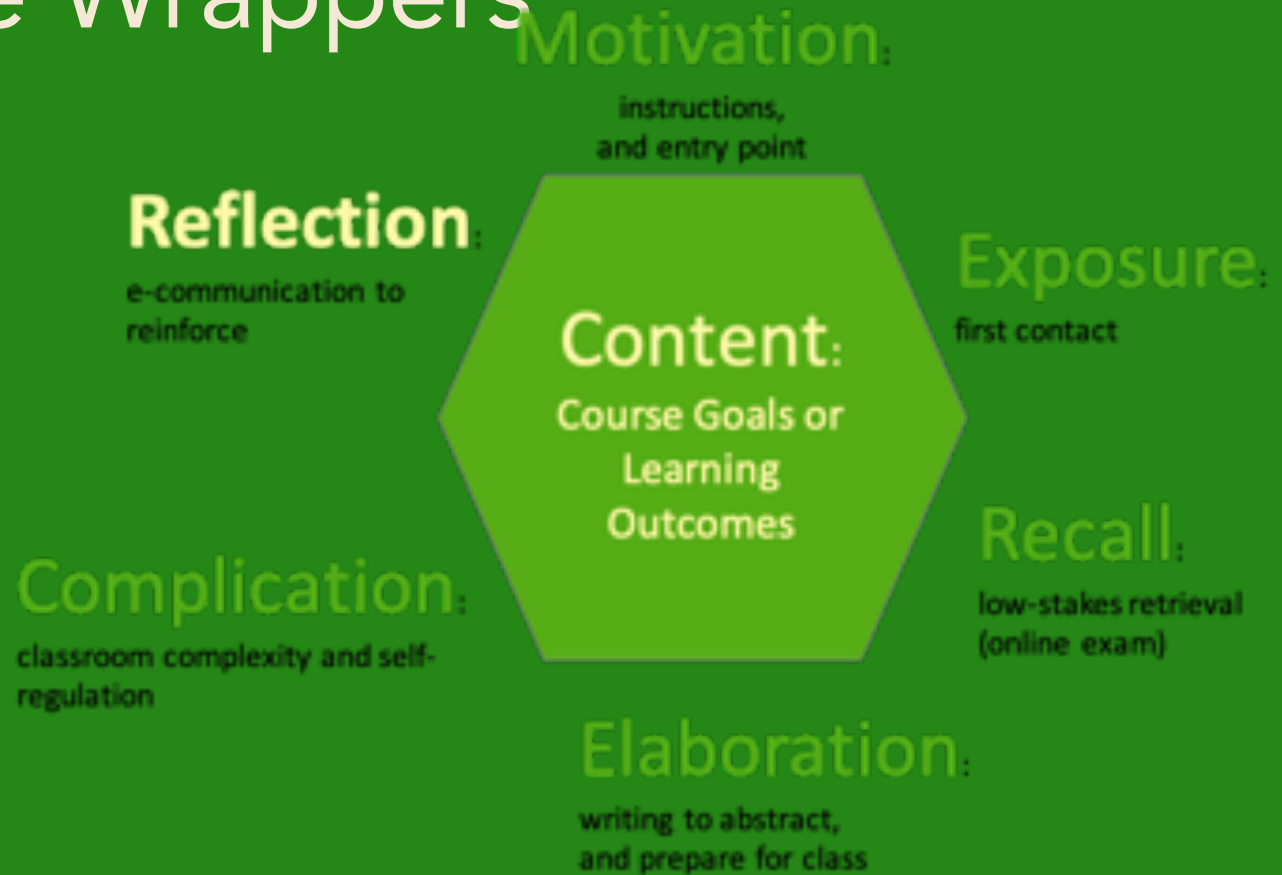 e Wrappers
Motivation:
instructions,
and entry point
Reflection:
e-communication to
reinforce
Exposure:
first contact
Content:
Course Goals or
Learning
Outcomes
Recall:
low-stakes retrieval
(online exam)
Complication:
classroom complexity and self-
regulation
Elaboration:
writing to abstract,
and prepare for class